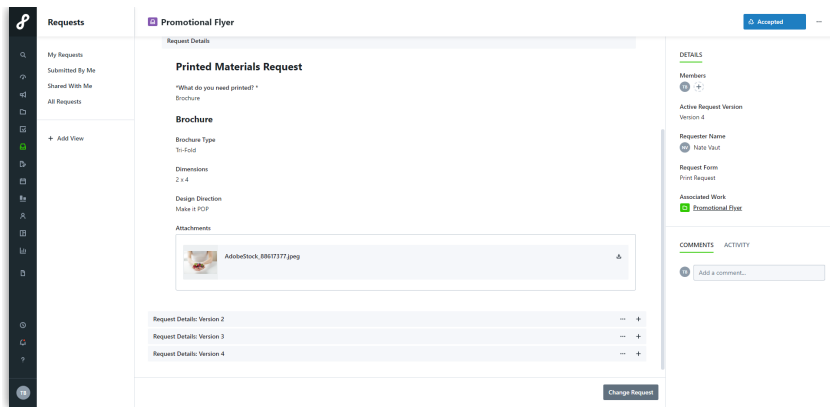 Requests
My Requests
Submitted By Me
Shared With Me
All Requests
+ Add View
Promotional Flyer
Accepted
Request Details
Printed Materials Request
*What do you need printed? *
Brochure
Brochure
Brochure Type
Tri-Fold
Dimensions
2 x 4
Design Direction
Make it POP
Attachments
AdobeStock_88617377.jpeg
Request Details: Version 2
Request Details: Version 3
Request Details: Version 4
Change Request
DETAILS
Members
TB
Active Request Version
Version 4
Requester Name
NV Nate Vaut
Request Form
Print Request
Associated Work
Promotional Flyer
COMMENTS ACTIVITY
TB Add a comment...
TB